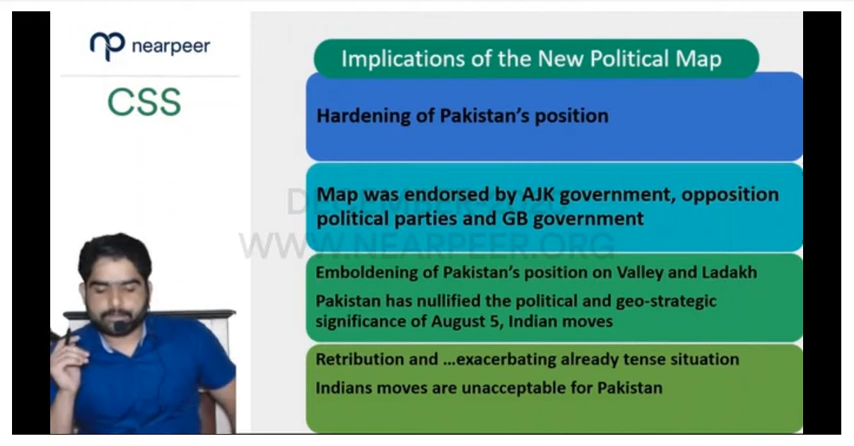 nearpeer
CSS
Implications of the New Political Map
Hardening of Pakistan's position
Map was endorsed by AJK government, opposition
political parties and GB government
WWW.NEARPEER.ORG
Emboldening of Pakistan's position on Valley and Ladakh
Pakistan has nullified the political and geo-strategic
significance of August 5, Indian moves
Retribution and ...exacerbating already tense situation
Indians moves are unacceptable for Pakistan